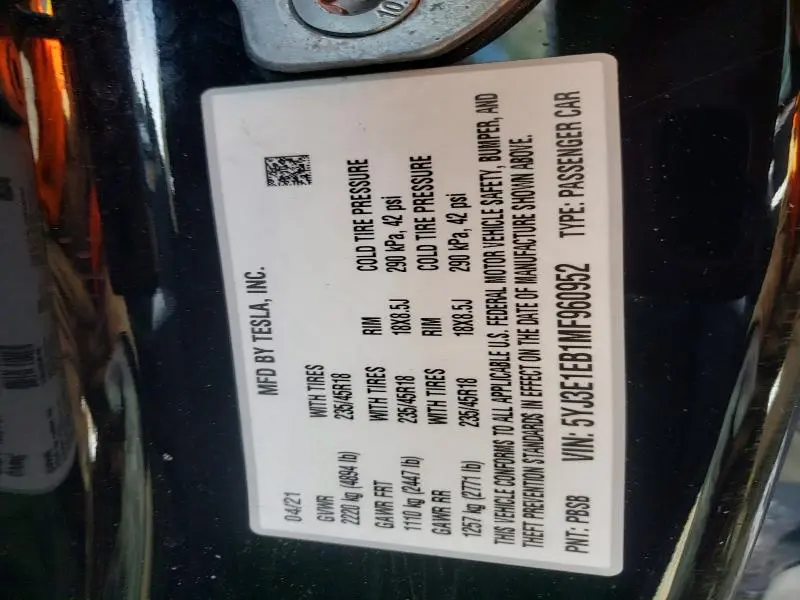 MFD BY TESLA, INC.
04/21
GVWR WITH TIRES
2220 kg (4894 lb) 235/45R18
GAWR FRT WITH TIRES RIM COLD TIRE PRESSURE
1110 kg (2447 lb) 235/45R18 18X8.5J 290 kPa, 42 psi
GAWR RR WITH TIRES RIM COLD TIRE PRESSURE
1257 kg (2771 lb) 235/45R18 18X8.5J 290 kPa, 42 psi
THIS VEHICLE CONFORMS TO ALL APPLICABLE U.S. FEDERAL MOTOR VEHICLE SAFETY, BUMPER, AND
THEFT PREVENTION STANDARDS IN EFFECT ON THE DATE OF MANUFACTURE SHOWN ABOVE.
PNT: PBSB VIN: 5YJ3E1EB1MF960952 TYPE: PASSENGER CAR
10